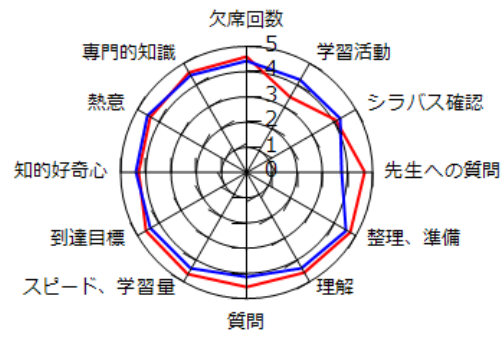 欠席回数
専門的知識
学習活動
熱意
シラバス確認
知的好奇心
先生への質問
到達目標
整理、準備
スピード、学習量
理解
質問
5
4
3
2
1
0